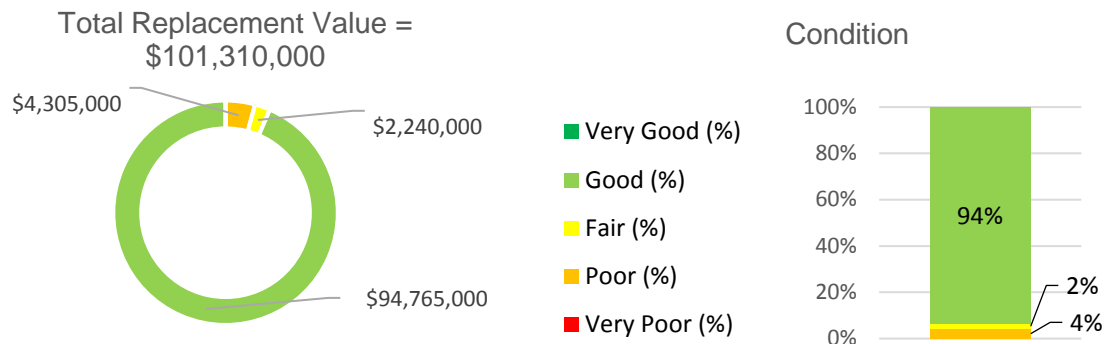 Total Replacement Value =
$101,310,000
$4,305,000
$2,240,000
$94,765,000
Very Good (%)
Good (%)
Fair (%)
Poor (%)
Very Poor (%)
Condition
100%
80%
60%
40%
20%
0%
94%
2%
4%